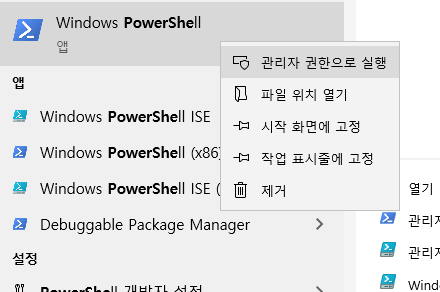 Windows PowerShell
앱
관리자 권한으로 실행
파일 위치 열기
시작 화면에 고정
작업 표시줄에 고정
제거
앱
Windows PowerShell ISE
Windows PowerShell (x86)
Windows PowerShell ISE (
Debuggable Package Manager
설정
PowerShell 개발자 설정
열기
관리자
관리자
Windo